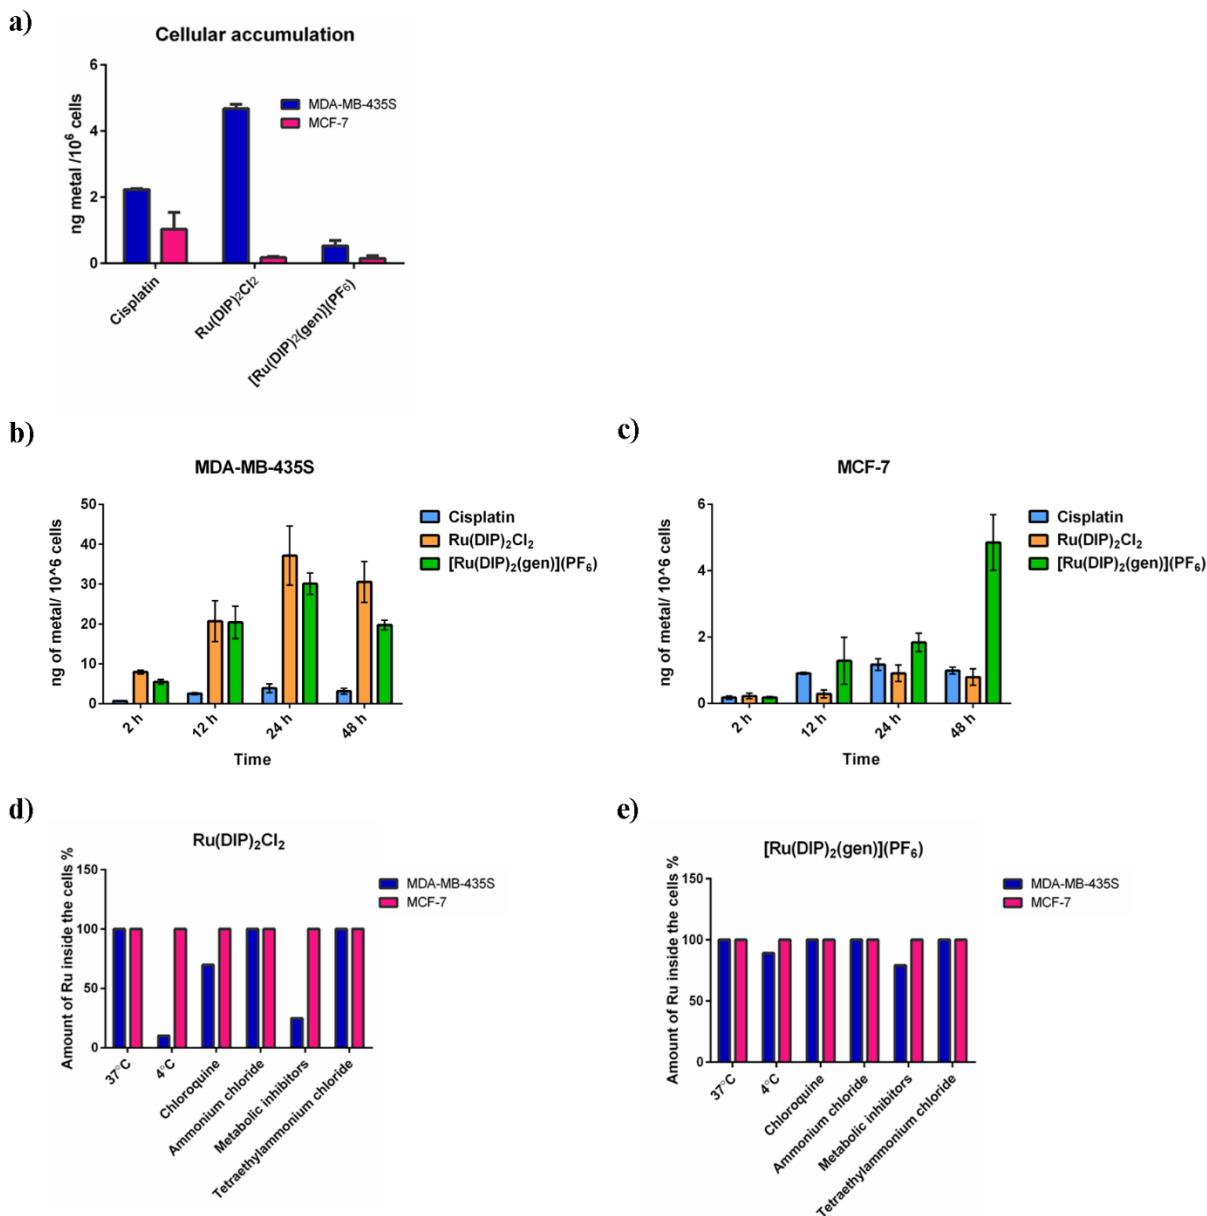 a)
Cellular accumulation
ng metal /10⁶ cells
6
4
2
0
MDA-MB-435S
MCF-7
Cisplatin
Ru(DIP)₂Cl₂
[Ru(DIP)₂(gen)](PF₆)
b)
MDA-MB-435S
ng of metal/ 10^6 cells
50
40
30
20
10
0
2 h
12 h
24 h
48 h
Time
Cisplatin
Ru(DIP)₂Cl₂
[Ru(DIP)₂(gen)](PF₆)
c)
MCF-7
ng of metal/ 10^6 cells
6
4
2
0
2 h
12 h
24 h
48 h
Time
Cisplatin
Ru(DIP)₂Cl₂
[Ru(DIP)₂(gen)](PF₆)
d)
Ru(DIP)₂Cl₂
Amount of Ru inside the cells %
150
100
50
0
MDA-MB-435S
MCF-7
37°C
4°C
Chloroquine
Ammonium chloride
Metabolic inhibitors
Tetraethylammonium chloride
e)
[Ru(DIP)₂(gen)](PF₆)
Amount of Ru inside the cells %
150
100
50
0
MDA-MB-435S
MCF-7
37°C
4°C
Chloroquine
Ammonium chloride
Metabolic inhibitors
Tetraethylammonium chloride